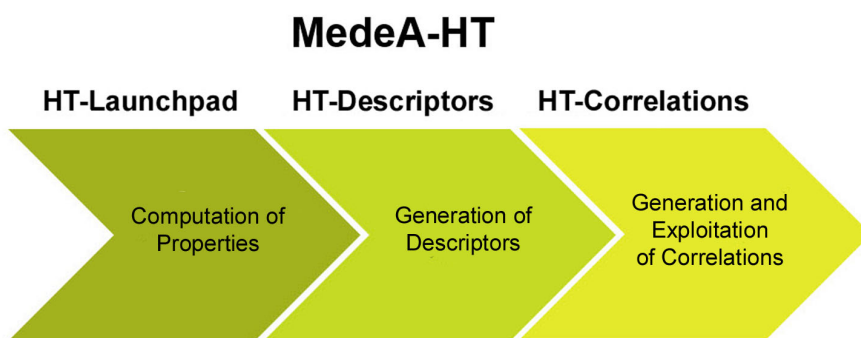 MedeA-HT
HT-Launchpad
HT-Descriptors
HT-Correlations
Computation of
Properties
Generation of
Descriptors
Generation and
Exploitation
of Correlations